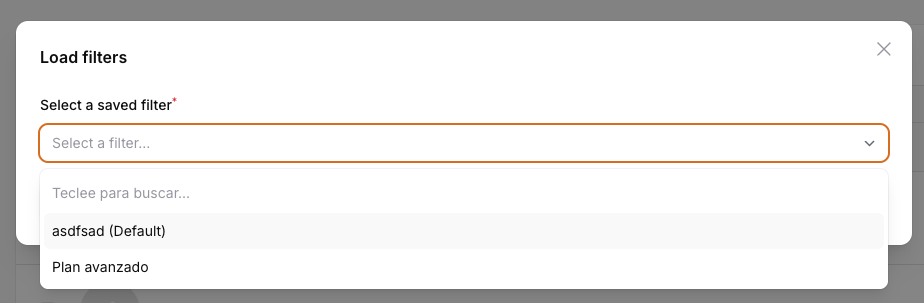 Load filters
Select a saved filter*
Select a filter...
Teclee para buscar...
asdfsad (Default)
Plan avanzado